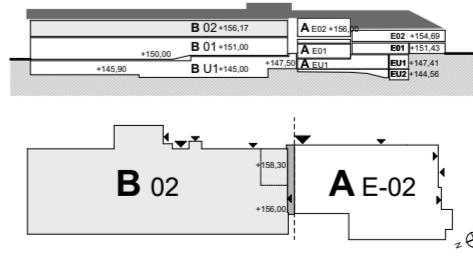 B 02 +156,17 A E02 +156,00 E02 +154,69
+150,00 B 01 +151,00 A E01 E01 +151,43
+145,90 B U1 +145,00 +147,50 A EU1 EU1 +147,41
EU2 +144,56
B 02 +158,30 A E-02
+156,00
N